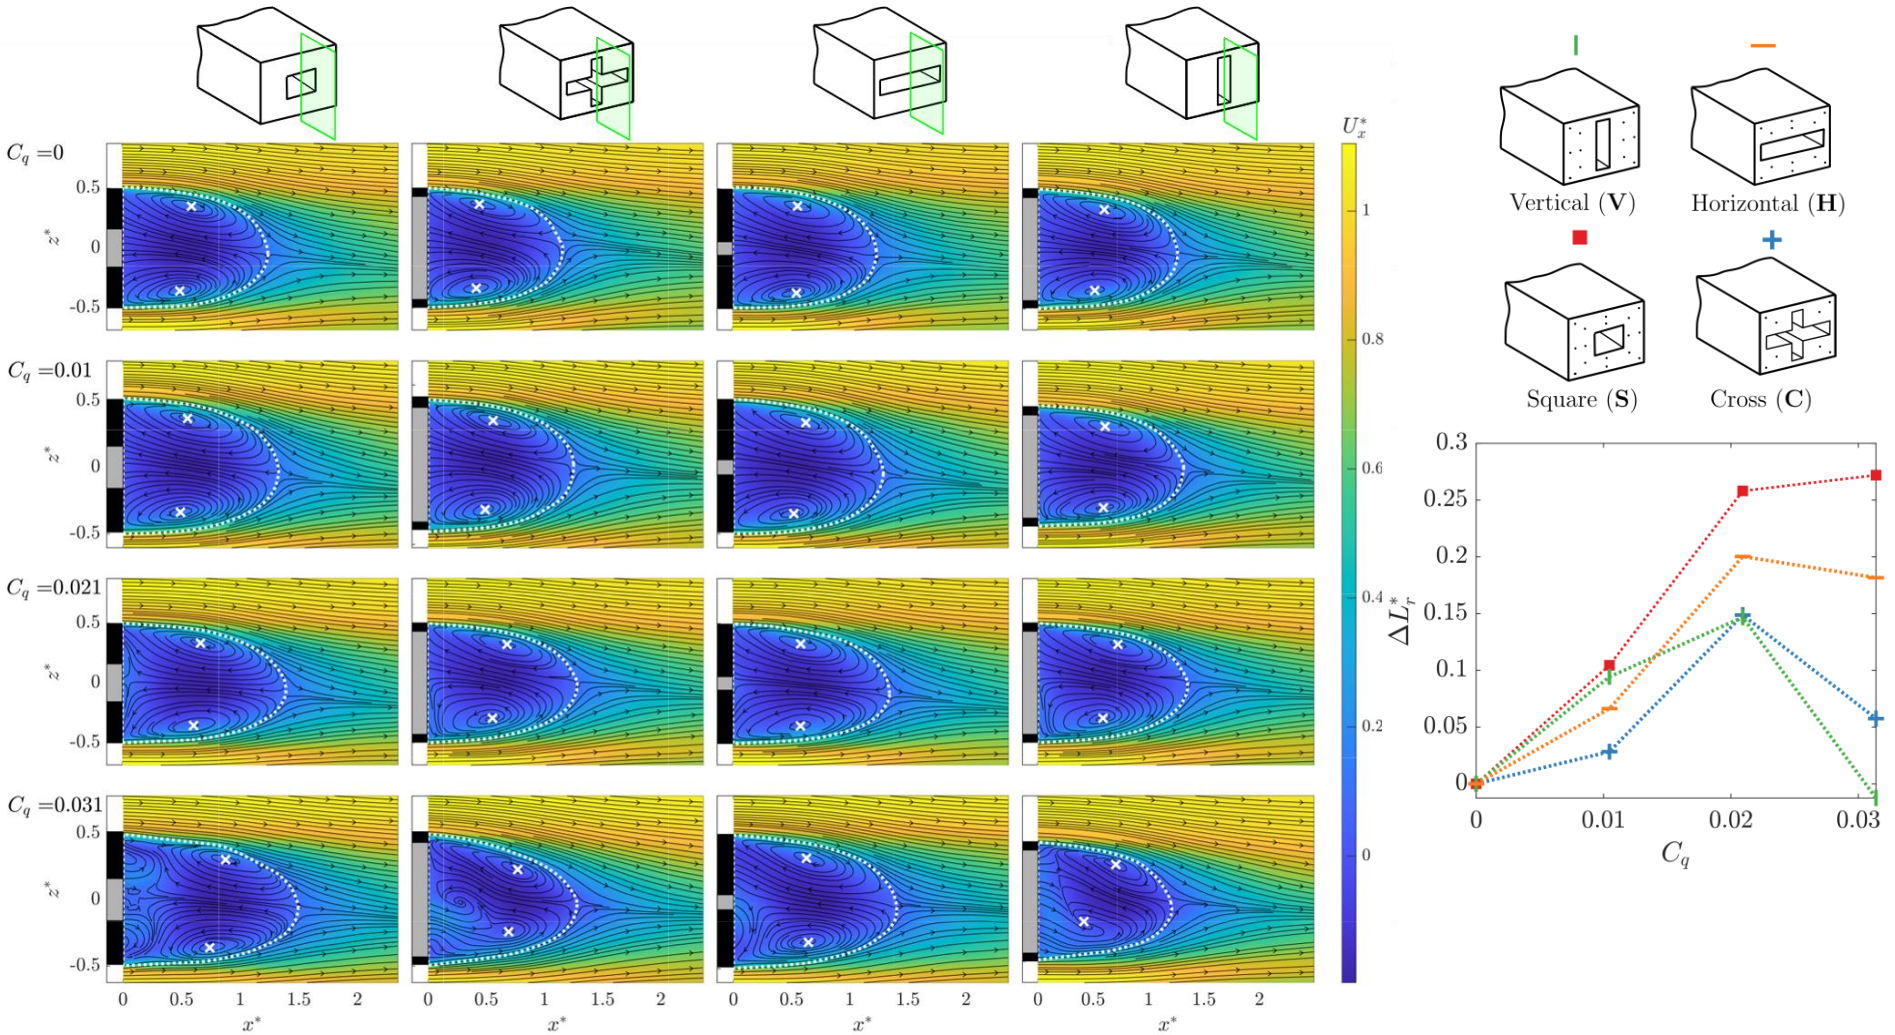 C_q =0
0.5
z* 0
-0.5
C_q =0.01
0.5
z* 0
-0.5
C_q =0.021
0.5
z* 0
-0.5
C_q =0.031
0.5
z* 0
-0.5
0 0.5 1 1.5 2
x*
0 0.5 1 1.5 2
x*
0 0.5 1 1.5 2
x*
0 0.5 1 1.5 2
x*
U*_x
1
0.8
0.6
0.4
0.2
0
Vertical (V) Horizontal (H)
Square (S) Cross (C)
0.3
0.25
0.2
0.15
0.1
0.05
0
ΔL*_r
0 0.01 0.02 0.03
C_q